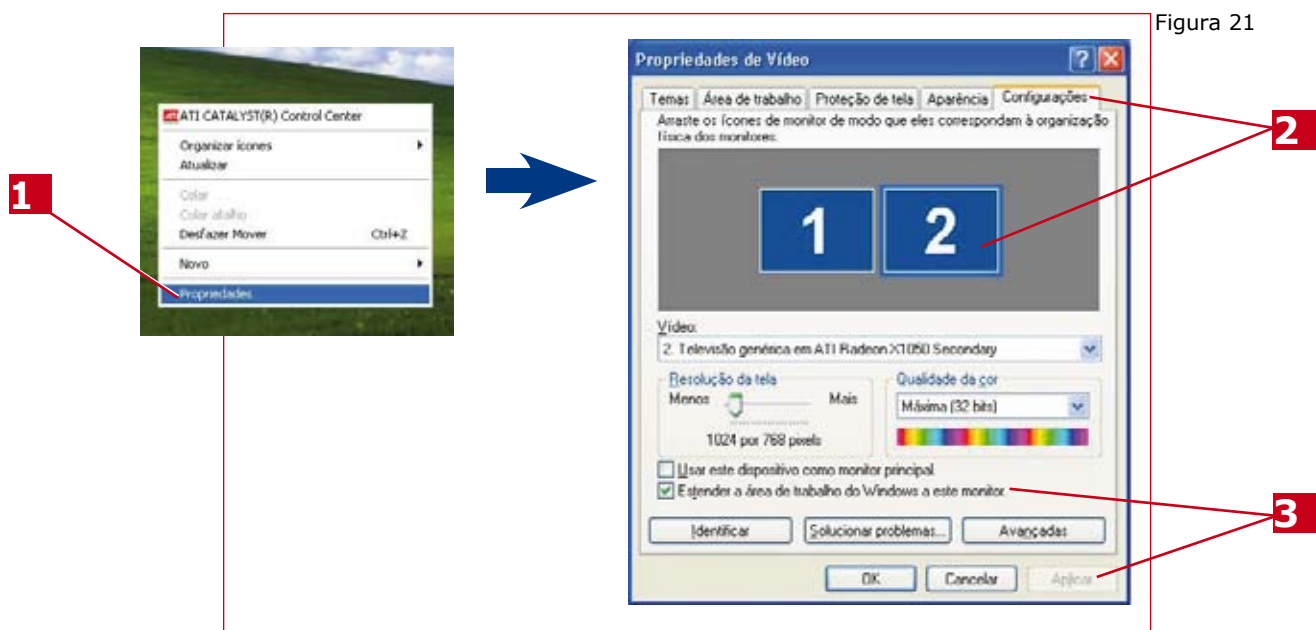 Figura 21
ATI CATALYST(R) Control Center
Organizar ícones
Atualizar
Colar
Colar atalho
Desfazer Mover Ctrl+Z
Novo
Propriedades
1
Propriedades de Vídeo
Temas Área de trabalho Proteção de tela Aparência Configurações
Arraste os ícones de monitor de modo que eles correspondam à organização
física dos monitores.
2
1 2
Vídeo:
2. Televisão genérica em ATI Radeon X1050 Secondary
Resolução da tela
Menos Mais
1024 por 768 pixels
Qualidade da cor
Máxima (32 bits)
Usar este dispositivo como monitor principal.
Estender a área de trabalho do Windows a este monitor.
3
Identificar Solucionar problemas... Avançadas
OK Cancelar Aplicar